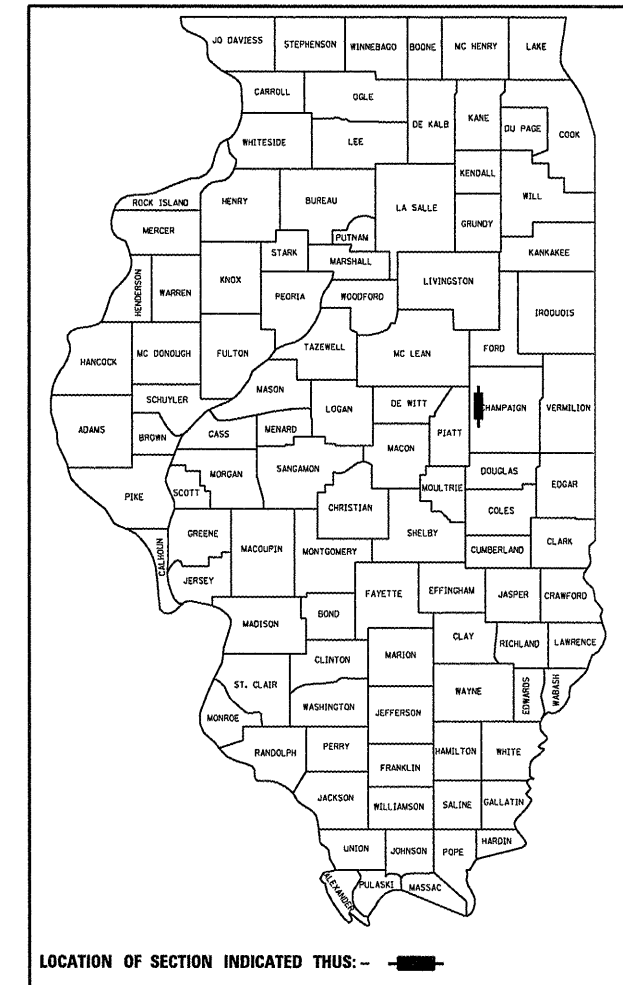 JO DAVIESS STEPHENSON WINNEBAGO BOONE MC HENRY LAKE
CARROLL OGLE DE KALB KANE DU PAGE COOK
WHITESIDE LEE
KENDALL WILL
ROCK ISLAND HENRY BUREAU LA SALLE GRUNDY
MERCER PUTNAM
STARK MARSHALL KANKAKEE
HENDERSON WARREN KNOX PEORIA WOODFORD LIVINGSTON IROQUOIS
HANCOCK MC DONOUGH FULTON TAZEWELL MC LEAN FORD
MASON
SCHUYLER LOGAN DE WITT CHAMPAIGN VERMILION
ADAMS BROWN CASS MENARD MACON PIATT
PIKE SCOTT MORGAN SANGAMON MOULTRIE DOUGLAS EDGAR
CHRISTIAN COLES
GREENE MACOUPIN MONTGOMERY SHELBY CUMBERLAND CLARK
CALHOUN JERSEY FAYETTE EFFINGHAM JASPER CRAWFORD
MADISON BOND
CLAY RICHLAND LAWRENCE
CLINTON MARION
ST. CLAIR WAYNE EDWARDS WABASH
MONROE WASHINGTON JEFFERSON
RANDOLPH PERRY HAMILTON WHITE
FRANKLIN
JACKSON WILLIAMSON SALINE GALLATIN
UNION JOHNSON POPE HARDIN
ALEXANDER PULASKI MASSAC
LOCATION OF SECTION INDICATED THUS: -